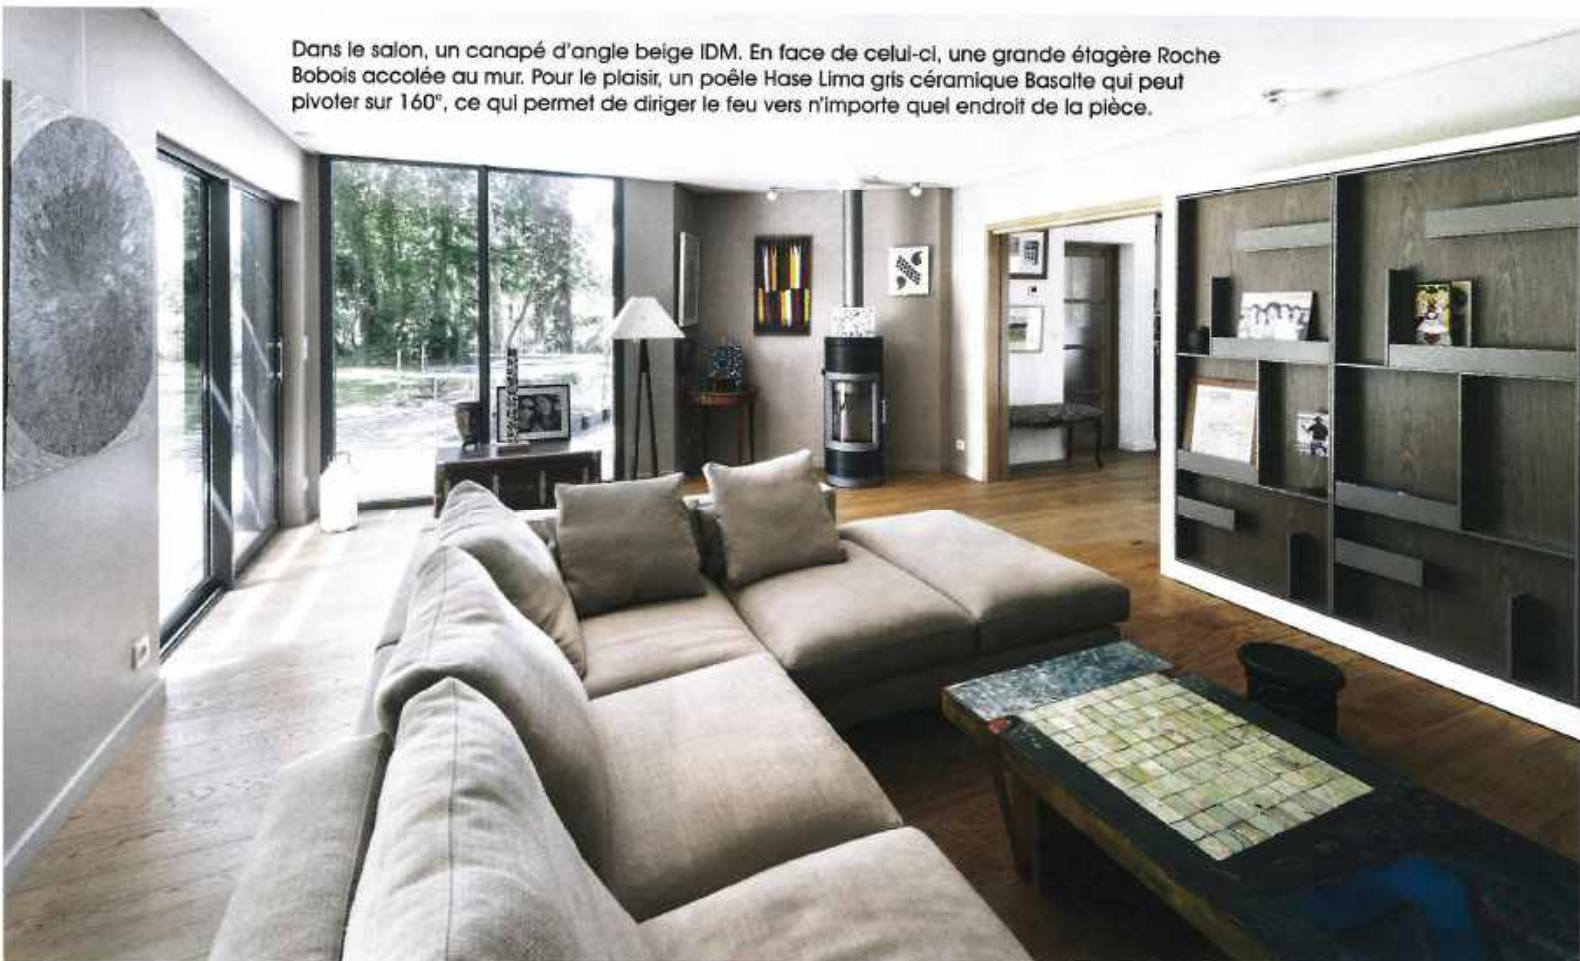 Dans le salon, un canapé d'angle beige IDM. En face de celui-ci, une grande étagère Roche
Bobois accolée au mur. Pour le plaisir, un poêle Hase Lima gris céramique Basalte qui peut
pivoter sur 160°, ce qui permet de diriger le feu vers n'importe quel endroit de la pièce.